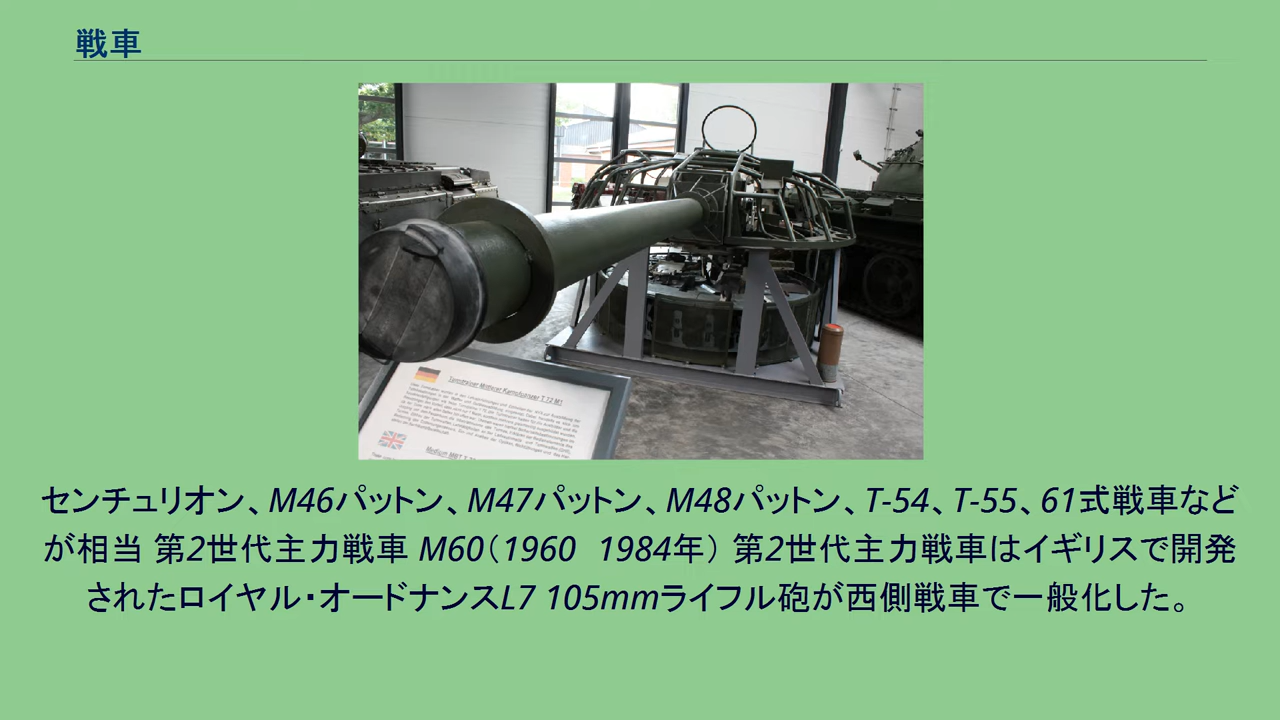 戦車
Turmtrainer Mittlerer Kampfpanzer T 72 M1
センチュリオン、M46パットン、M47パットン、M48パットン、T-54、T-55、61式戦車など
が相当 第2世代主力戦車 M60（1960 1984年） 第2世代主力戦車はイギリスで開発
されたロイヤル・オードナンスL7 105mmライフル砲が西側戦車で一般化した。